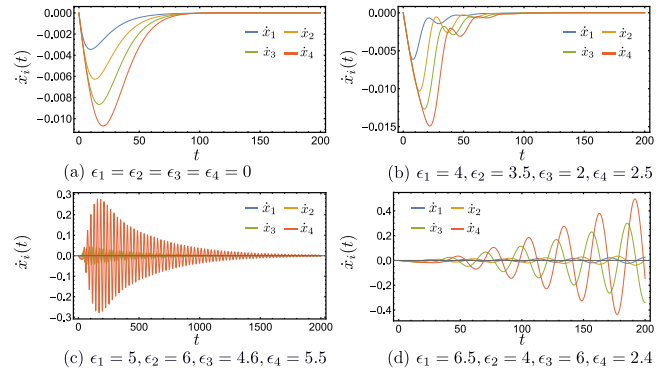 0.000 −0.002 −0.004 −0.006 −0.008 −0.010
ẋᵢ(t)
ẋ₁ ẋ₂
ẋ₃ ẋ₄
0 50 100 150 200
t
(a) ϵ₁ = ϵ₂ = ϵ₃ = ϵ₄ = 0
0.000 −0.005 −0.010 −0.015
ẋᵢ(t)
ẋ₁ ẋ₂
ẋ₃ ẋ₄
0 50 100 150 200
t
(b) ϵ₁ = 4, ϵ₂ = 3.5, ϵ₃ = 2, ϵ₄ = 2.5
0.3 0.2 0.1 0.0 −0.1 −0.2 −0.3
ẋᵢ(t)
ẋ₁ ẋ₂
ẋ₃ ẋ₄
0 500 1000 1500 2000
t
(c) ϵ₁ = 5, ϵ₂ = 6, ϵ₃ = 4.6, ϵ₄ = 5.5
0.4 0.2 0.0 −0.2 −0.4
ẋᵢ(t)
ẋ₁ ẋ₂
ẋ₃ ẋ₄
0 50 100 150 200
t
(d) ϵ₁ = 6.5, ϵ₂ = 4, ϵ₃ = 6, ϵ₄ = 2.4